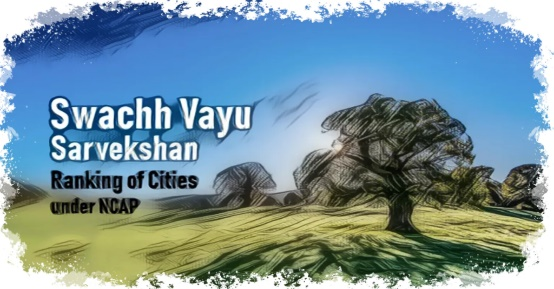 Swachh Vayu
Sarvekshan
Ranking of Cities
under NCAP